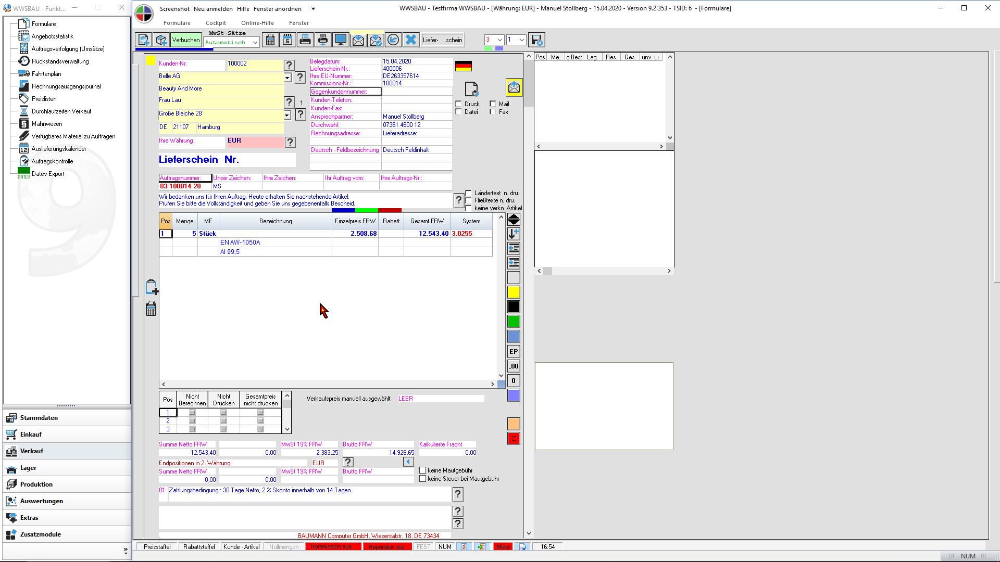 WWSBAU - Funkt...
Formulare
Angebotsstatistik
Auftragsverfolgung (Umsätze)
Rückstandsverwaltung
Fahrtenplan
Rechnungsausgangsjournal
Preislisten
Durchlaufzeiten Verkauf
Mahnwesen
Verfügbares Material zu Aufträgen
Auslieferungskalender
Auftragskontrolle
DATEV Datev-Export
Stammdaten
Einkauf
Verkauf
Lager
Produktion
Auswertungen
Extras
Zusatzmodule
Screenshot Neu anmelden Hilfe Fenster anordnen
WWSBAU - Testfirma WWSBAU - [Währung: EUR] - Manuel Stollberg - 15.04.2020 - Version 9.2.353 - TSID: 6 - [Formulare]
Formulare Cockpit Online-Hilfe Fenster
Verbuchen
MwSt-Sätze
Automatisch
5
Liefer- schein
3 1
Kunden-Nr: 100002 ?
Belle AG ?
Beauty And More
Frau Lau ? 1
Große Bleiche 28 ?
DE 21107 Hamburg
Ihre Währung : EUR ?
Lieferschein Nr.
Belegdatum: 15.04.2020
Lieferschein-Nr.: 400006
Ihre EU-Nummer: DE263357614
Kommissions-Nr.: 100014
Gegenkundennummer:
Kunden-Telefon:
Kunden-Fax:
Ansprechpartner: Manuel Stollberg
Durchwahl: 07361 4600 12
Rechnungsadresse: Lieferadresse:
Deutsch - Feldbezeichnung Deutsch Feldinhalt
Druck Mail
Datei Fax
Auftragsnummer: Unser Zeichen: Ihre Zeichen: Ihr Auftrag vom: Ihre Auftrags-Nr.:
03 100014 20 MS
Wir bedanken uns für Ihren Auftrag. Heute erhalten Sie nachstehende Artikel.
Prüfen Sie bitte die Vollständigkeit und geben Sie uns gegebenenfalls Bescheid.
?
Ländertext n. dru.
Fließtexte n. dru.
keine verkn. Artikel
Pos Menge ME Bezeichnung Einzelpreis FRW Rabatt Gesamt FRW System
1 5 Stück 2.508,68 12.543,40 3.0255
EN AW-1050A
Al 99,5
EP
,00
0
Z
Pos Nicht Berechnen Nicht Drucken Gesamtpreis nicht drucken
1
2
3
Verkaufspreis manuell ausgewählt: LEER
Summe Netto FRW MwSt 19% FRW Brutto FRW Kalkulierte Fracht
12.543,40 0,00 2.383,25 14.926,65 0,00
Endpositionen in 2. Währung EUR ?
Summe Netto FRW MwSt 19% FRW Brutto FRW
0,00 0,00
keine Mautgebühr
keine Steuer bei Mautgebühr
01 Zahlungsbedingung : 30 Tage Netto, 2 % Skonto innerhalb von 14 Tagen ?
?
?
BAUMANN Computer GmbH, Wiesentalstr. 18, DE 73434
Pos Me. o.Best Lag. Res. Ges. unv. Li.
Preisstaffel Rabattstaffel Kunde - Artikel Nullmengen Kommission aus Reparatur aus FEST NUM Miete 16:54
UF NUM RF